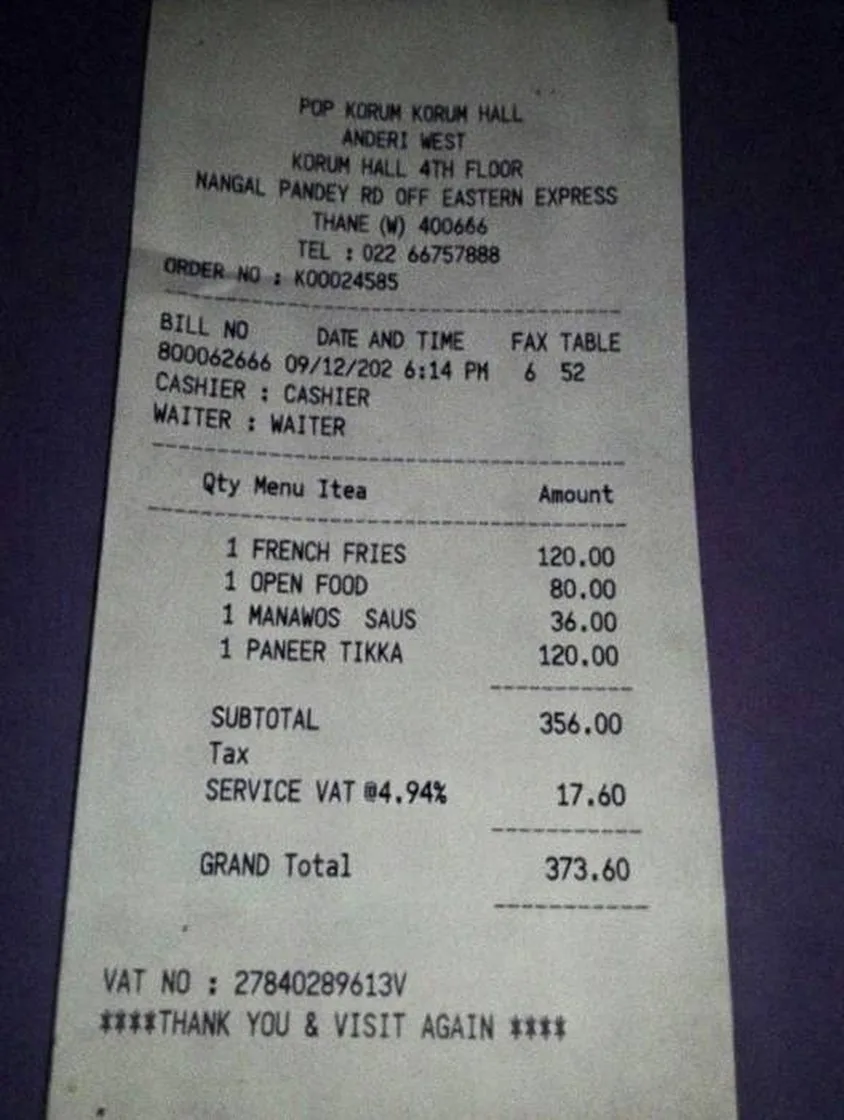 POP KORUM KORUM HALL
ANDERI WEST
KORUM HALL 4TH FLOOR
NANGAL PANDEY RD OFF EASTERN EXPRESS
THANE (W) 400666
TEL : 022 66757888
ORDER NO : K00024585
BILL NO DATE AND TIME FAX TABLE
800062666 09/12/202 6:14 PM 6 52
CASHIER : CASHIER
WAITER : WAITER
Qty Menu Itea Amount
1 FRENCH FRIES 120.00
1 OPEN FOOD 80.00
1 MANAWOS SAUS 36.00
1 PANEER TIKKA 120.00
SUBTOTAL 356.00
Tax
SERVICE VAT @4.94% 17.60
GRAND Total 373.60
VAT NO : 27840289613V
****THANK YOU & VISIT AGAIN ****